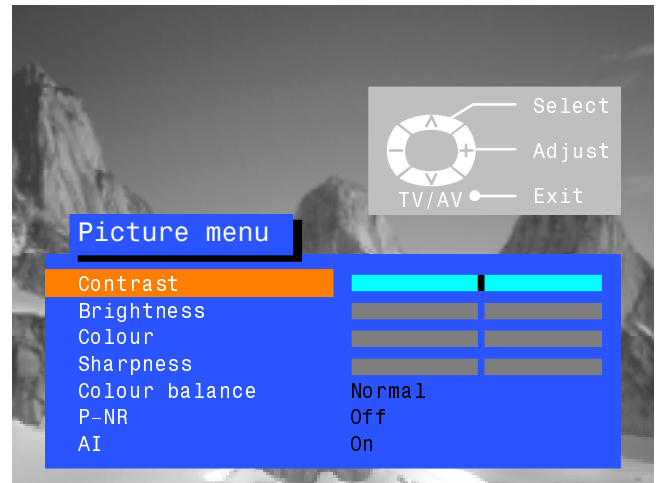 Select
Adjust
TV/AV Exit
Picture menu
Contrast
Brightness
Colour
Sharpness
Colour balance Normal
P-NR Off
AI On